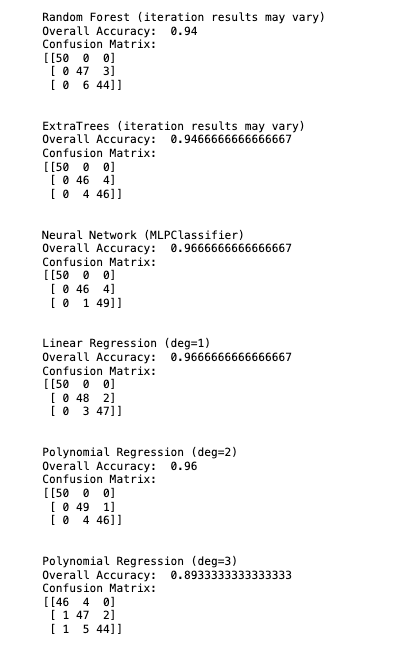 Random Forest (iteration results may vary)
Overall Accuracy:  0.94
Confusion Matrix:
[[50  0  0]
 [ 0 47  3]
 [ 0  6 44]]
ExtraTrees (iteration results may vary)
Overall Accuracy:  0.9466666666666667
Confusion Matrix:
[[50  0  0]
 [ 0 46  4]
 [ 0  4 46]]
Neural Network (MLPClassifier)
Overall Accuracy:  0.9666666666666667
Confusion Matrix:
[[50  0  0]
 [ 0 46  4]
 [ 0  1 49]]
Linear Regression (deg=1)
Overall Accuracy:  0.9666666666666667
Confusion Matrix:
[[50  0  0]
 [ 0 48  2]
 [ 0  3 47]]
Polynomial Regression (deg=2)
Overall Accuracy:  0.96
Confusion Matrix:
[[50  0  0]
 [ 0 49  1]
 [ 0  4 46]]
Polynomial Regression (deg=3)
Overall Accuracy:  0.8933333333333333
Confusion Matrix:
[[46  4  0]
 [ 1 47  2]
 [ 1  5 44]]